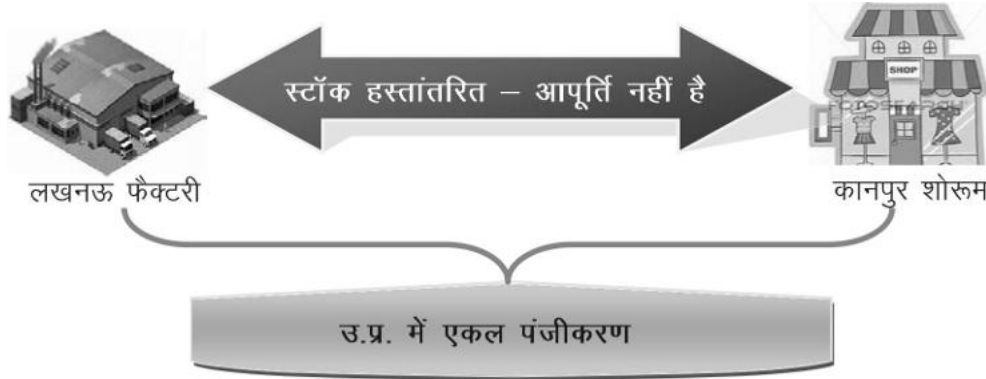 SHOP
स्टॉक हस्तांतरित – आपूर्ति नहीं है
लखनऊ फैक्टरी
कानपुर शोरूम
उ.प्र. में एकल पंजीकरण